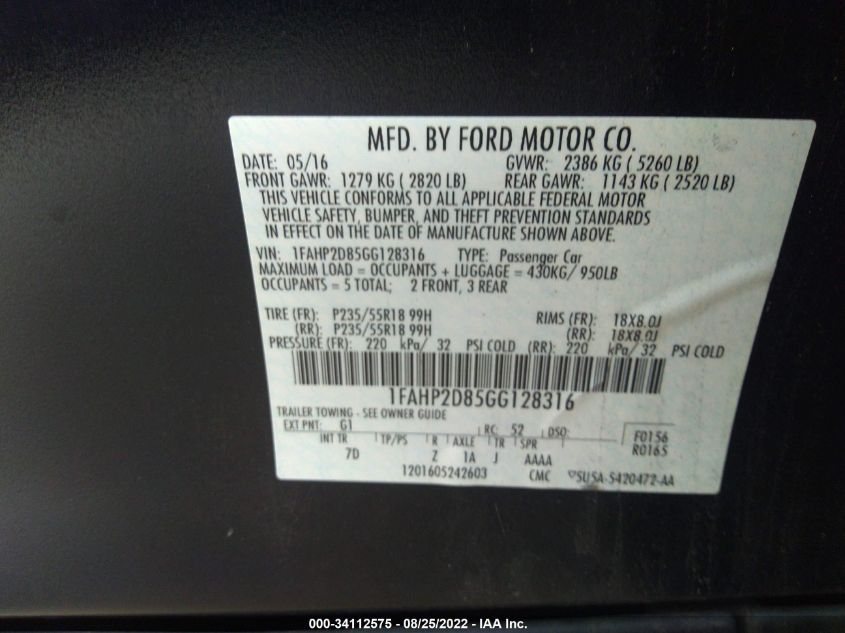 MFD. BY FORD MOTOR CO.
DATE: 05/16 GVWR: 2386 KG ( 5260 LB)
FRONT GAWR: 1279 KG ( 2820 LB) REAR GAWR: 1143 KG ( 2520 LB)
THIS VEHICLE CONFORMS TO ALL APPLICABLE FEDERAL MOTOR
VEHICLE SAFETY, BUMPER, AND THEFT PREVENTION STANDARDS
IN EFFECT ON THE DATE OF MANUFACTURE SHOWN ABOVE.
VIN: 1FAHP2D85GG128316 TYPE: Passenger Car
MAXIMUM LOAD = OCCUPANTS + LUGGAGE = 430KG/ 950LB
OCCUPANTS = 5 TOTAL; 2 FRONT, 3 REAR
TIRE (FR): P235/55R18 99H RIMS (FR): 18X8.0J
(RR): P235/55R18 99H (RR): 18X8.0J
PRESSURE (FR): 220 kPa/ 32 PSI COLD (RR): 220 kPa/ 32 PSI COLD
1FAHP2D85GG128316
TRAILER TOWING - SEE OWNER GUIDE
EXT PNT: G1 RC: 52 DSO: F0156
INT TR TP/PS R AXLE TR SPR R0165
7D Z 1A J AAAA
1201605242603 CMC 5U5A-5420472-AA
000-34112575 - 08/25/2022 - IAA Inc.